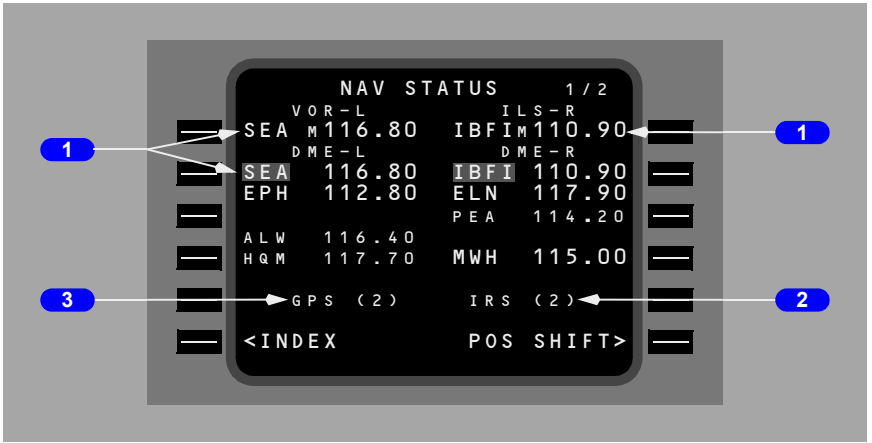 NAV STATUS 1/2
VOR-L ILS-R
SEA M116.80 IBFIM110.90
DME-L DME-R
SEA 116.80 IBFI 110.90
EPH 112.80 ELN 117.90
PEA 114.20
ALW 116.40
HQM 117.70 MWH 115.00
GPS (2) IRS (2)
<INDEX POS SHIFT>
1
1
3
2